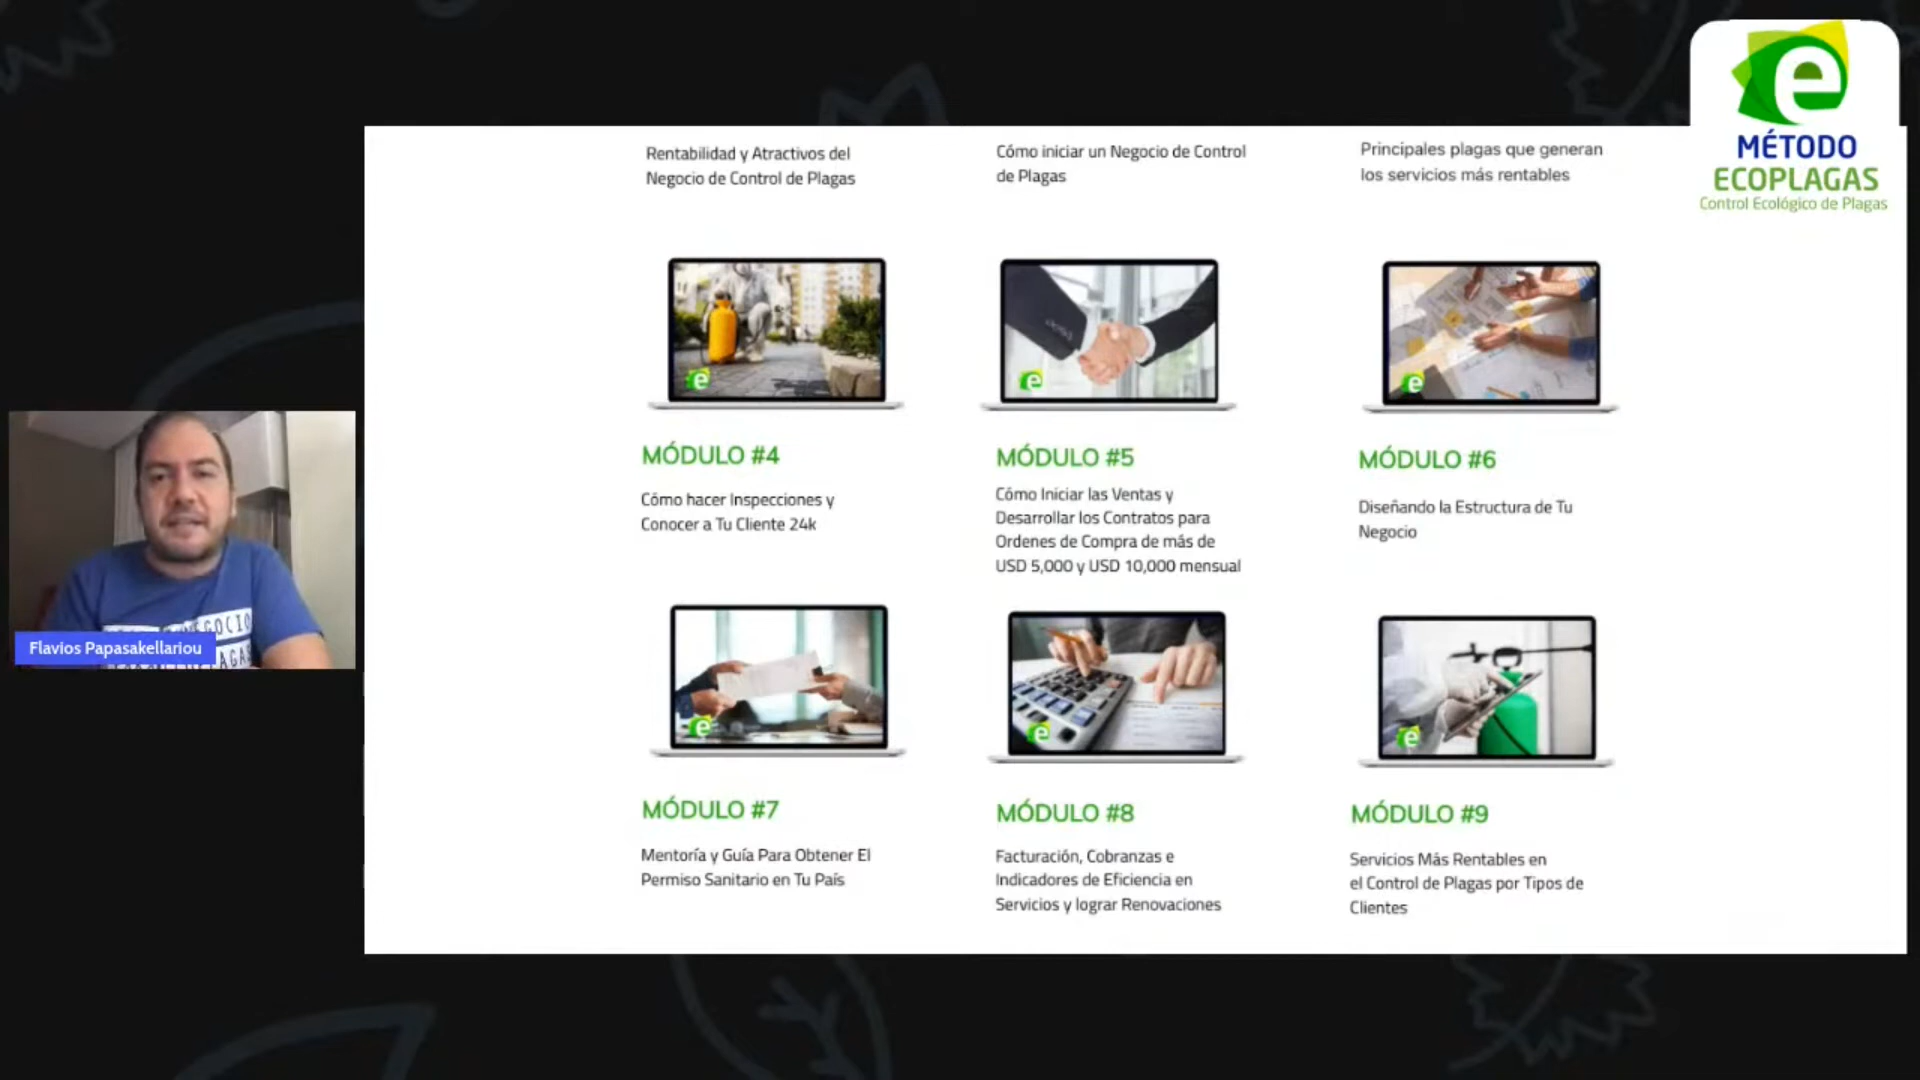 e
MÉTODO
ECOPLAGAS
Control Ecológico de Plagas
Rentabilidad y Atractivos del
Negocio de Control de Plagas
Cómo iniciar un Negocio de Control
de Plagas
Principales plagas que generan
los servicios más rentables
e
e
e
MÓDULO #4
Cómo hacer Inspecciones y
Conocer a Tu Cliente 24k
MÓDULO #5
Cómo Iniciar las Ventas y
Desarrollar los Contratos para
Ordenes de Compra de más de
USD 5,000 y USD 10,000 mensual
MÓDULO #6
Diseñando la Estructura de Tu
Negocio
Flavios Papasakellariou
e
e
e
MÓDULO #7
Mentoría y Guía Para Obtener El
Permiso Sanitario en Tu País
MÓDULO #8
Facturación, Cobranzas e
Indicadores de Eficiencia en
Servicios y lograr Renovaciones
MÓDULO #9
Servicios Más Rentables en
el Control de Plagas por Tipos de
Clientes